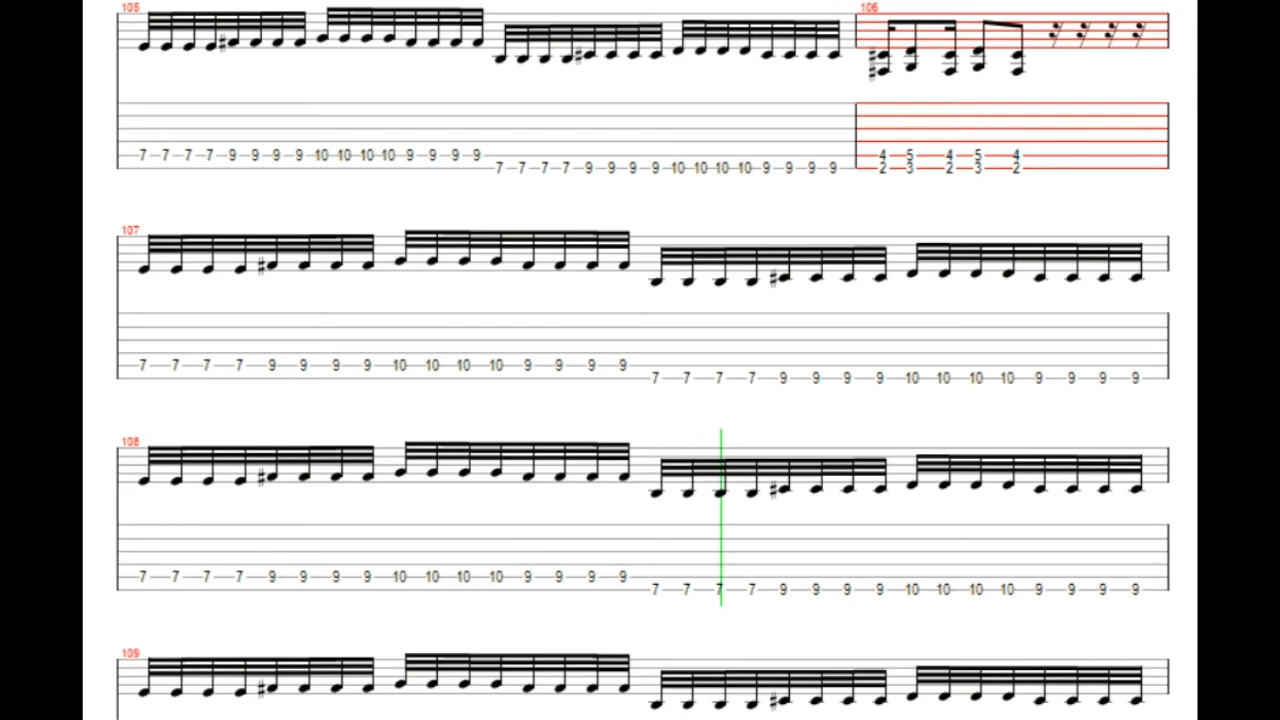 105 106
7 7 7 7 9 9 9 9 10 10 10 10 9 9 9 9 4 5 4 5 4
7 7 7 7 9 9 9 9 10 10 10 10 9 9 9 9 2 3 2 3 2
107
7 7 7 7 9 9 9 9 10 10 10 10 9 9 9 9
7 7 7 7 9 9 9 9 10 10 10 10 9 9 9 9
108
7 7 7 7 9 9 9 9 10 10 10 10 9 9 9 9
7 7 7 7 9 9 9 9 10 10 10 10 9 9 9 9
109